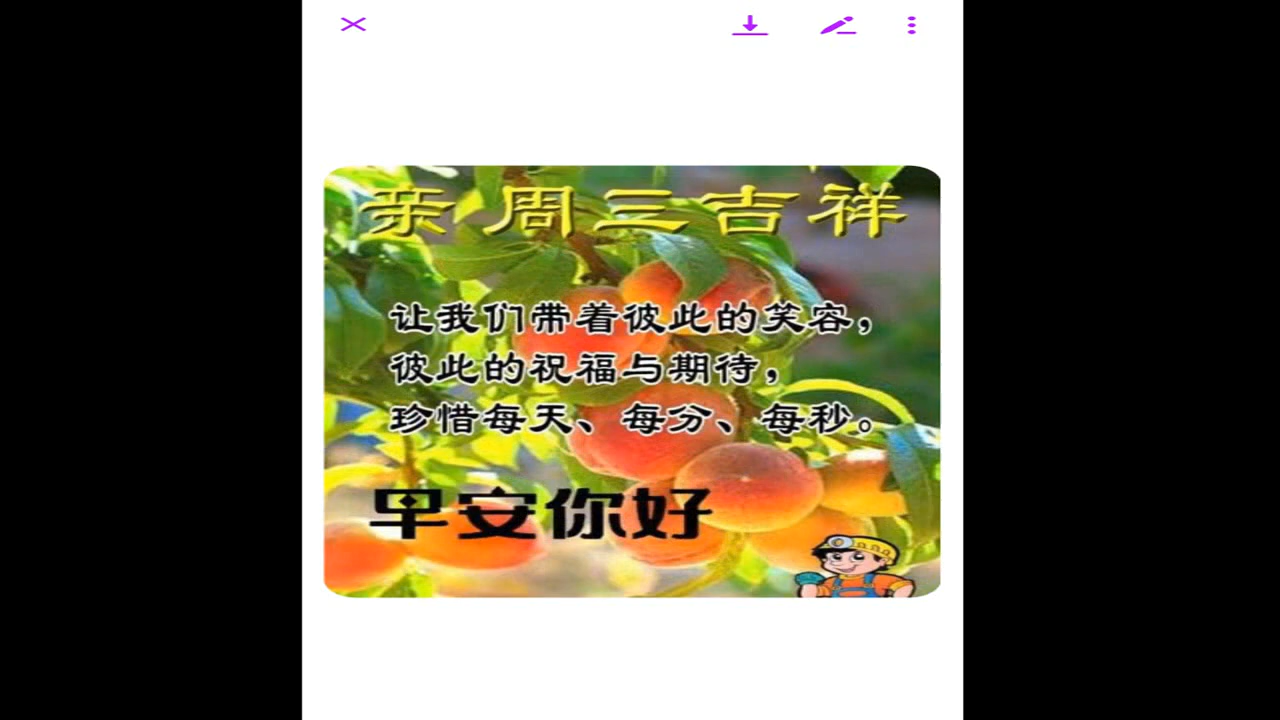 亲周三吉祥
让我们带着彼此的笑容，
彼此的祝福与期待，
珍惜每天、每分、每秒。
早安你好